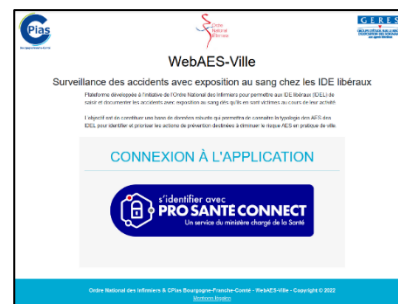 CPias
Ordre
National
des Infirmiers
GERES
WebAES-Ville
Surveillance des accidents avec exposition au sang chez les IDE libéraux
Plateforme développée à l'initiative de l'Ordre National des Infirmiers pour permettre aux IDE libéraux (IDEL) de
saisir et documenter les accidents avec exposition au sang dès qu'ils en sont victimes au cours de leur activité.
L'objectif est de constituer une base de données robustes qui permettra de connaître la typologie des AES des
IDEL pour identifier et prioriser les actions de prévention destinées à diminuer le risque AES en pratique de ville.
CONNEXION À L'APPLICATION
s'identifier avec
PRO SANTE CONNECT
Un service du ministère chargé de la Santé
Ordre National des Infirmiers & CPias Bourgogne-Franche-Comté - WebAES-Ville - Copyright © 2022
Mentions légales